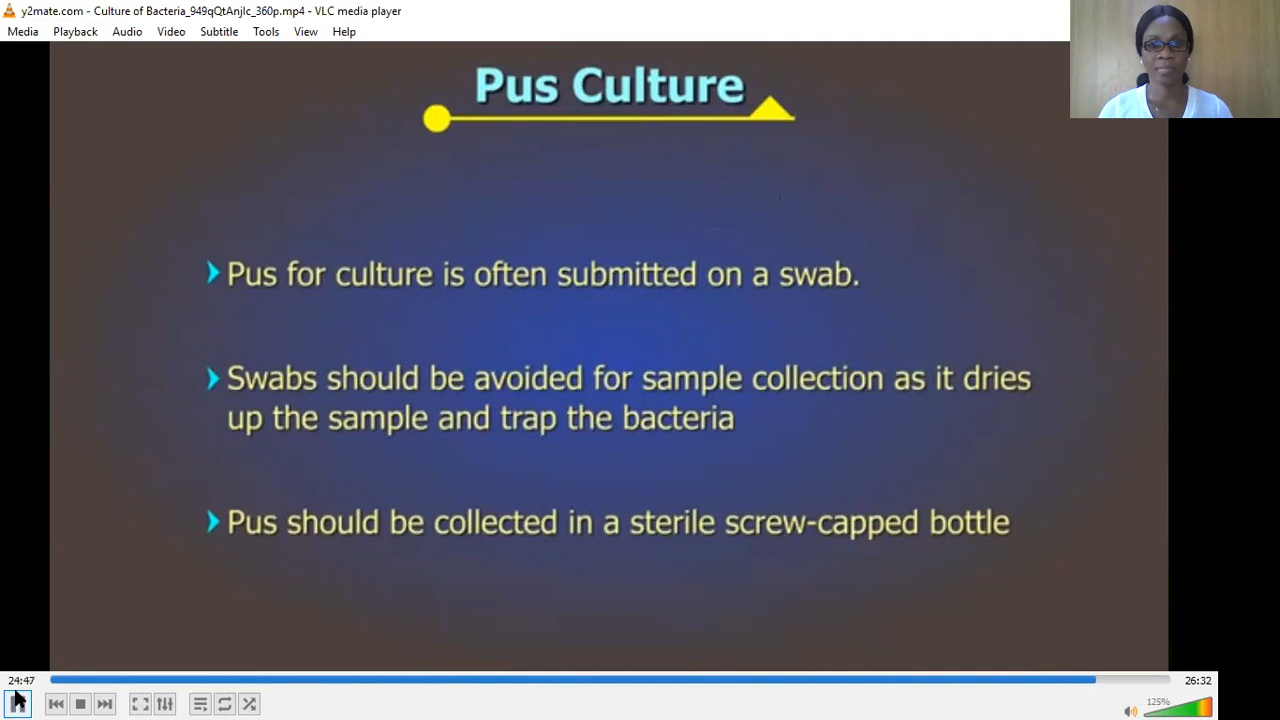 y2mate.com - Culture of Bacteria_949qQtAnjIc_360p.mp4 - VLC media player
Media Playback Audio Video Subtitle Tools View Help
Pus Culture
Pus for culture is often submitted on a swab.
Swabs should be avoided for sample collection as it dries
up the sample and trap the bacteria
Pus should be collected in a sterile screw-capped bottle
24:47 26:32
125%